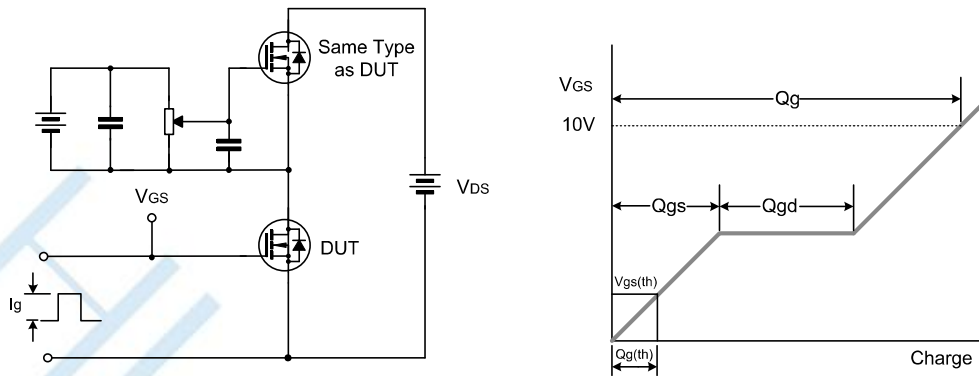 Same Type
as DUT
VGS
VDS
DUT
Ig
VGS
10V
Qg
Qgs
Qgd
Vgs(th)
Qg(th)
Charge